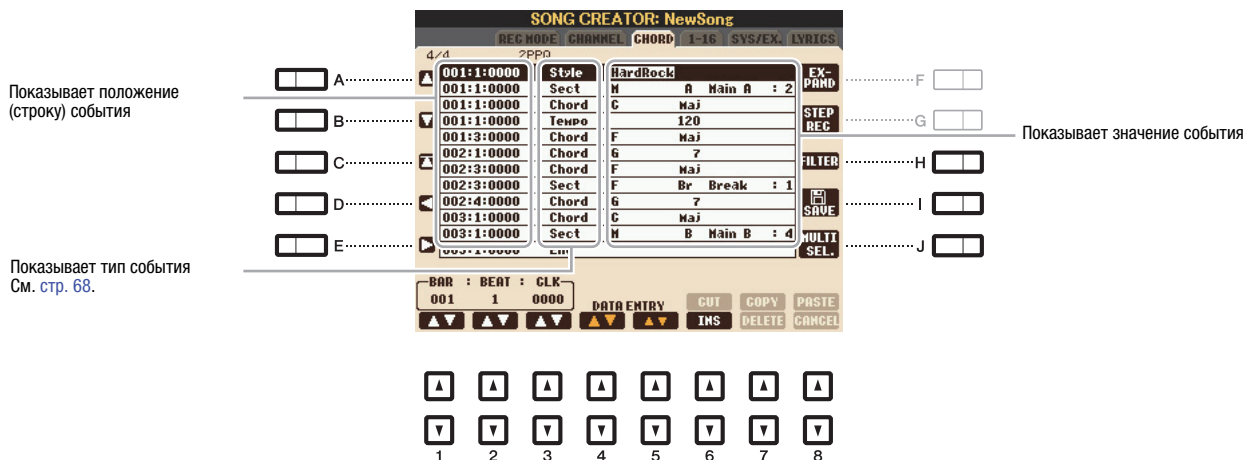 SONG CREATOR: NewSong
REC MODE CHANNEL CHORD 1-16 SYS/EX. LYRICS
4/4 2PPQ
001:1:0000 Style HardRock
001:1:0000 Sect M A Main A : 2
001:1:0000 Chord C Maj
001:1:0000 Tempo 120
001:3:0000 Chord F Maj
002:1:0000 Chord G 7
002:3:0000 Chord F Maj
002:3:0000 Sect F Br Break : 1
002:4:0000 Chord G 7
003:1:0000 Chord C Maj
003:1:0000 Sect M B Main B : 4
EX-
PAND
STEP
REC
FILTER
SAVE
MULTI
SEL.
A
B
C
D
E
F
G
H
I
J
Показывает положение
(строку) события
Показывает значение события
Показывает тип события
См. стр. 68.
BAR : BEAT : CLK
001 1 0000 DATA ENTRY CUT COPY PASTE
INS DELETE CANCEL
1 2 3 4 5 6 7 8